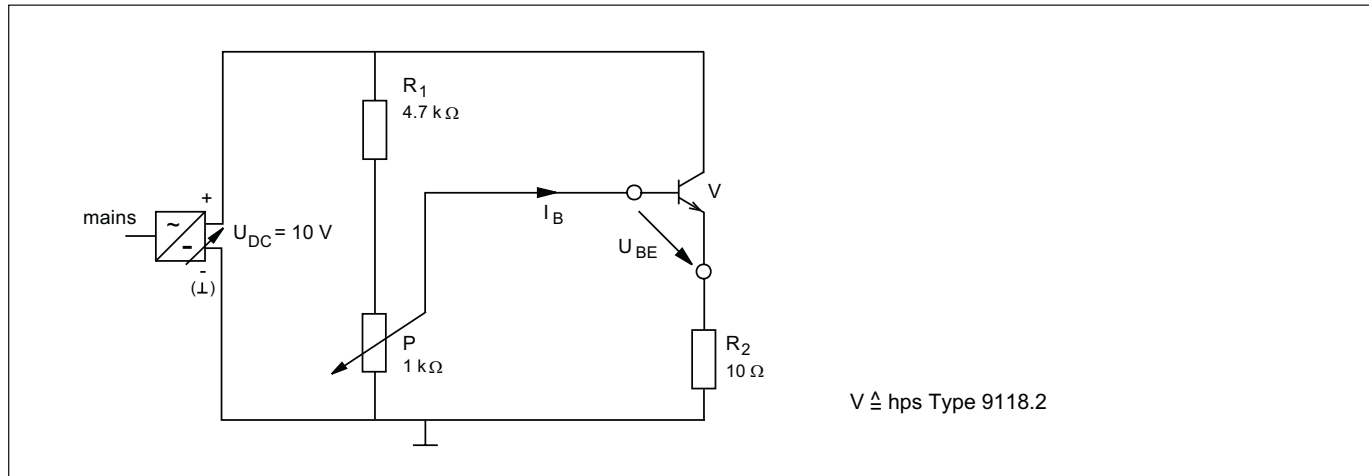 R1
4.7 kΩ
mains
~
-
+
UDC = 10 V
-
(⊥)
IB
V
UBE
P
1 kΩ
R2
10 Ω
V ≙ hps Type 9118.2